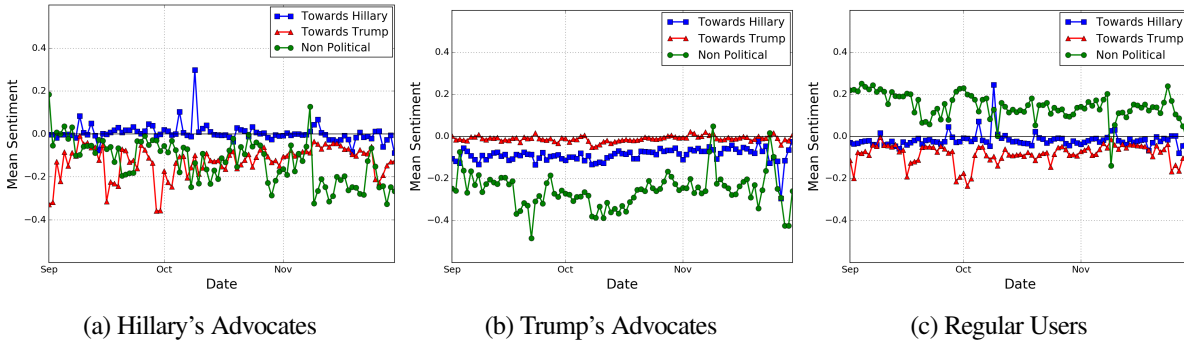 Towards Hillary
Towards Trump
Non Political
0.4
0.2
0.0
−0.2
−0.4
Mean Sentiment
Sep
Oct
Nov
Date
(a) Hillary's Advocates
Towards Hillary
Towards Trump
Non Political
0.4
0.2
0.0
−0.2
−0.4
Mean Sentiment
Sep
Oct
Nov
Date
(b) Trump's Advocates
Towards Hillary
Towards Trump
Non Political
0.4
0.2
0.0
−0.2
−0.4
Mean Sentiment
Sep
Oct
Nov
Date
(c) Regular Users